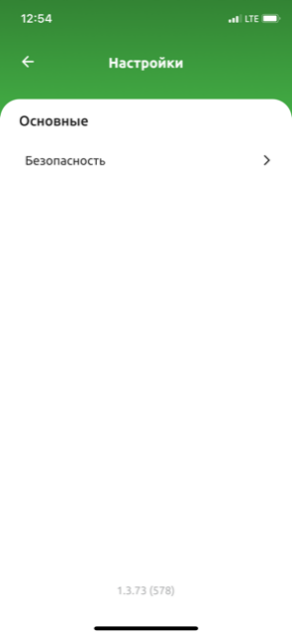 12:54
LTE
Настройки
Основные
Безопасность
1.3.73 (578)